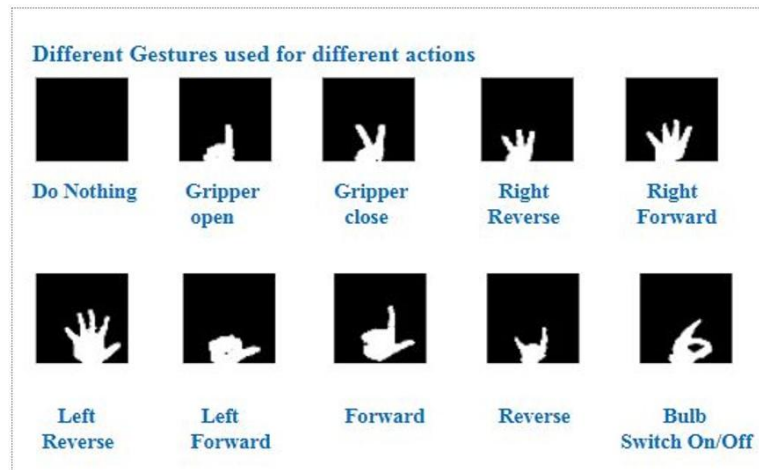 Different Gestures used for different actions
Do Nothing
Gripper
open
Gripper
close
Right
Reverse
Right
Forward
Left
Reverse
Left
Forward
Forward
Reverse
Bulb
Switch On/Off